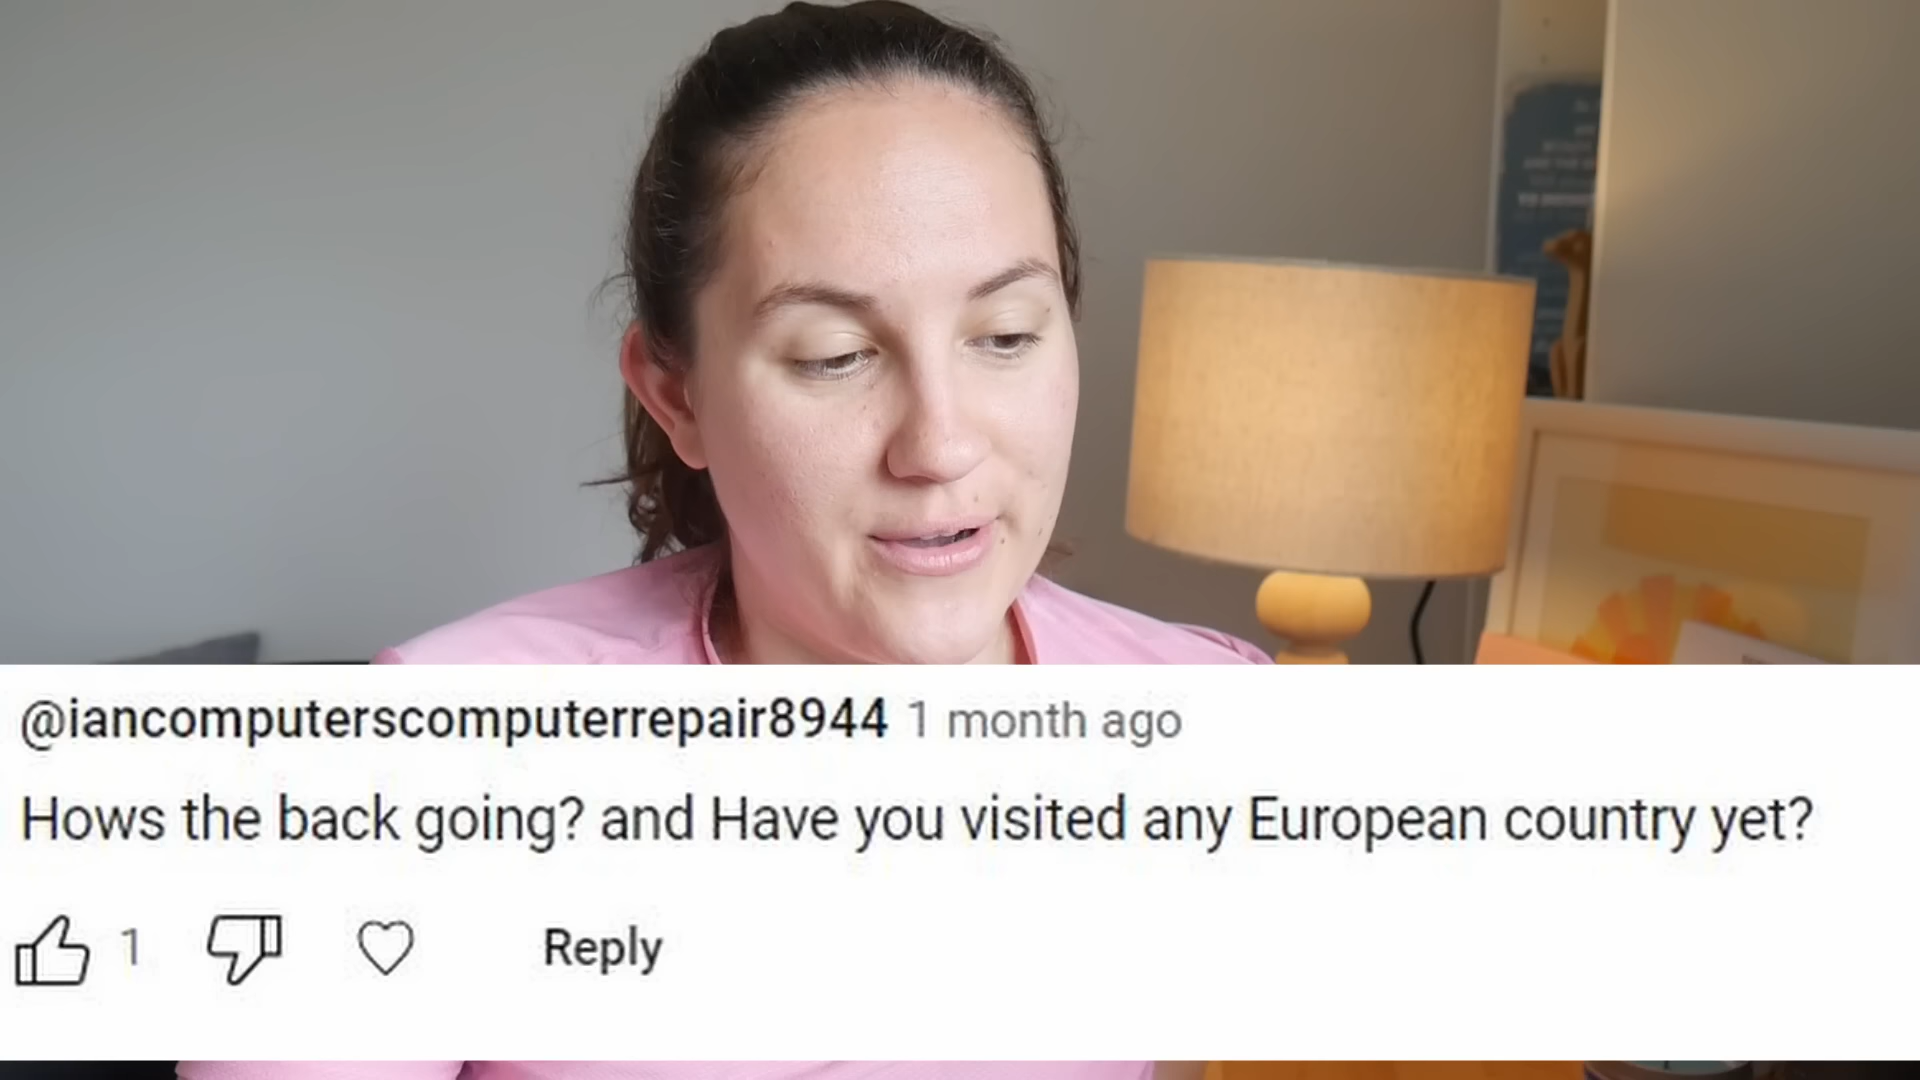 @iancomputerscomputerrepair8944 1 month ago
Hows the back going? and Have you visited any European country yet?
1
Reply